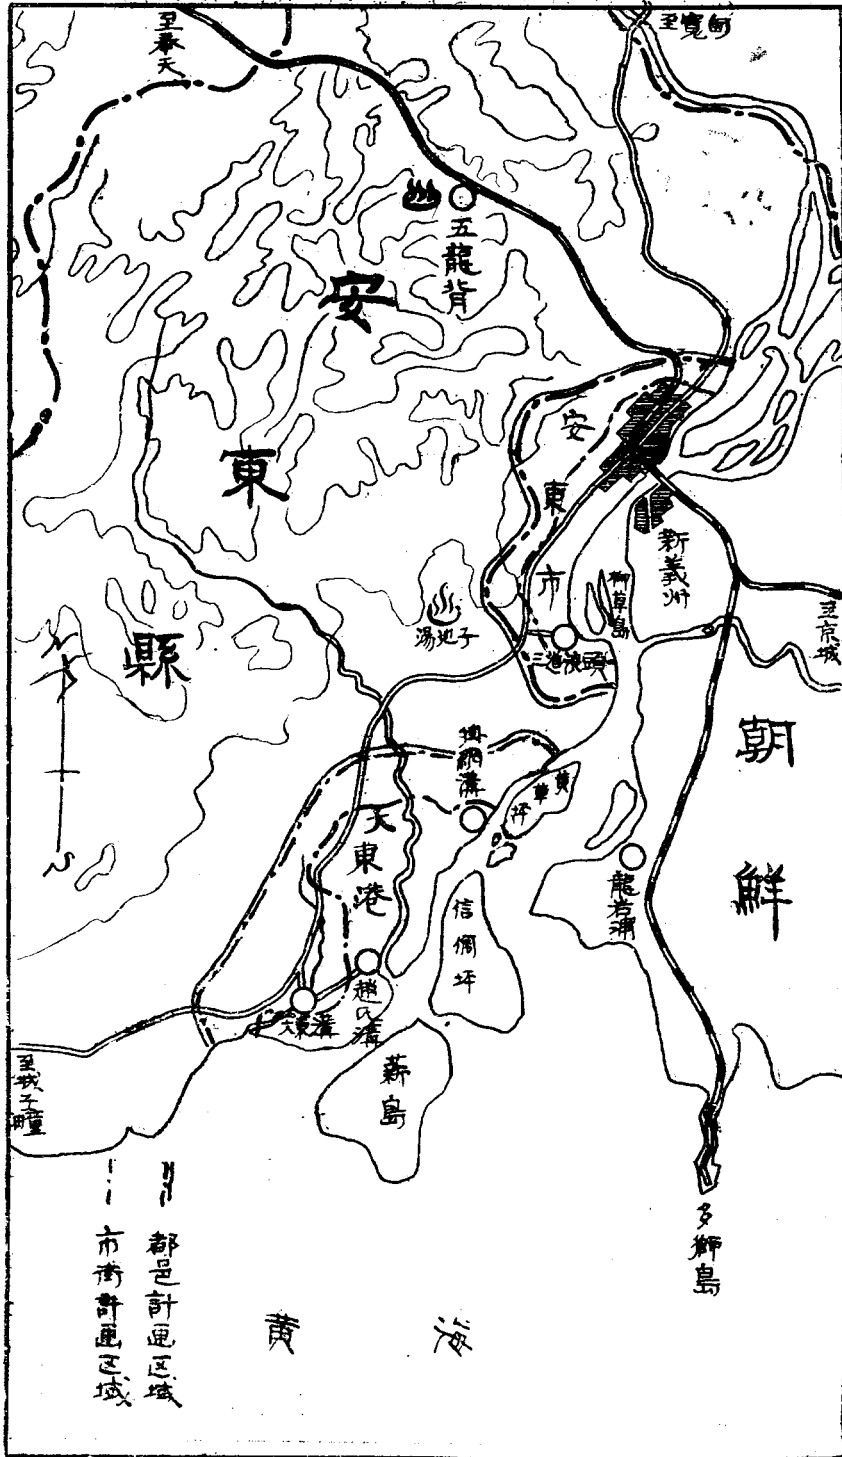 至奉天
至寛甸
五龍背
安東縣
安東市
新義州
柳草島
三道浪頭
湯池子
至京城
朝鮮
黄草坪
大東港
龍岩浦
信倜坪
趙氏溝
大東溝
薪島
至城子疃
多獅島
都邑計画区域
市街計画区域
黄海
N
S